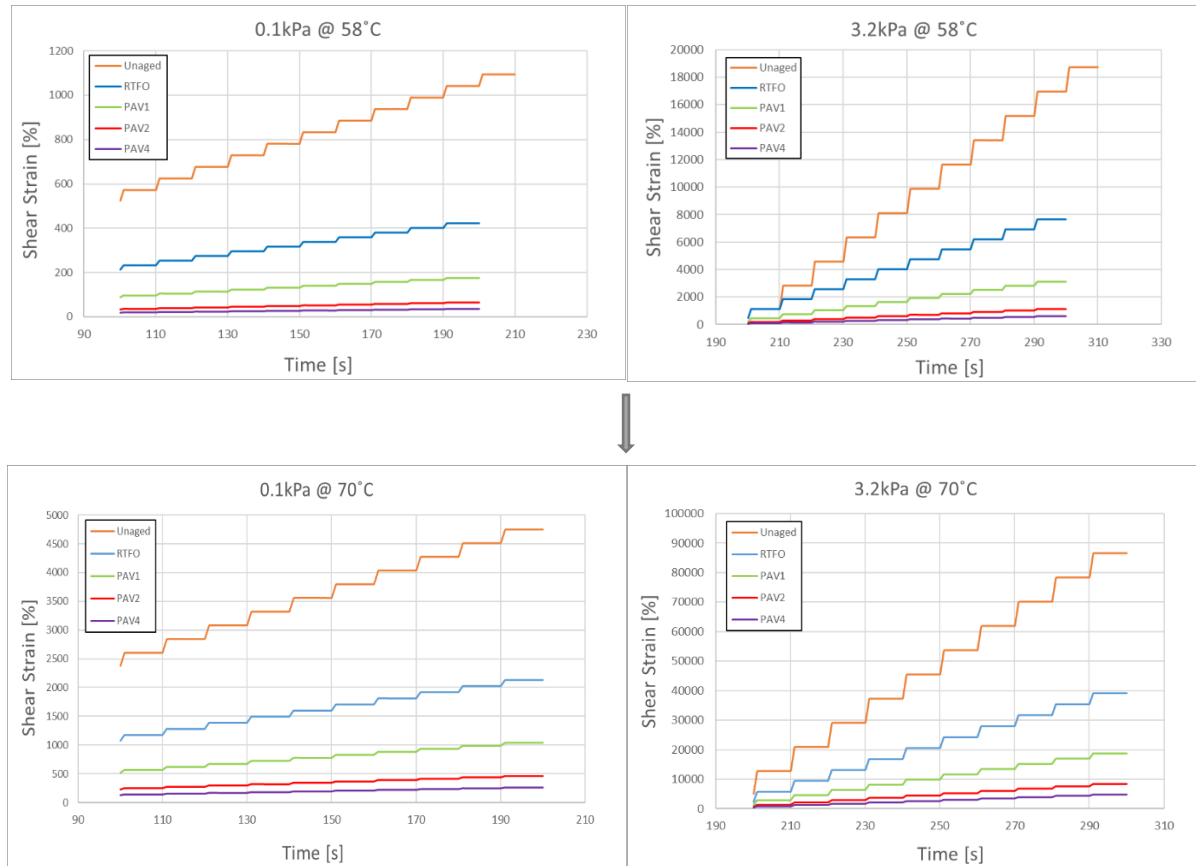 0.1kPa @ 58˚C
1200
1000
800
600
400
200
0
Shear Strain [%]
Unaged
RTFO
PAV1
PAV2
PAV4
90 110 130 150 170 190 210 230
Time [s]
3.2kPa @ 58˚C
20000
18000
16000
14000
12000
10000
8000
6000
4000
2000
0
Shear Strain [%]
Unaged
RTFO
PAV1
PAV2
PAV4
190 210 230 250 270 290 310 330
Time [s]
0.1kPa @ 70˚C
5000
4500
4000
3500
3000
2500
2000
1500
1000
500
0
Shear Strain [%]
Unaged
RTFO
PAV1
PAV2
PAV4
90 110 130 150 170 190 210
Time [s]
3.2kPa @ 70˚C
100000
90000
80000
70000
60000
50000
40000
30000
20000
10000
0
Shear Strain [%]
Unaged
RTFO
PAV1
PAV2
PAV4
190 210 230 250 270 290 310
Time [s]